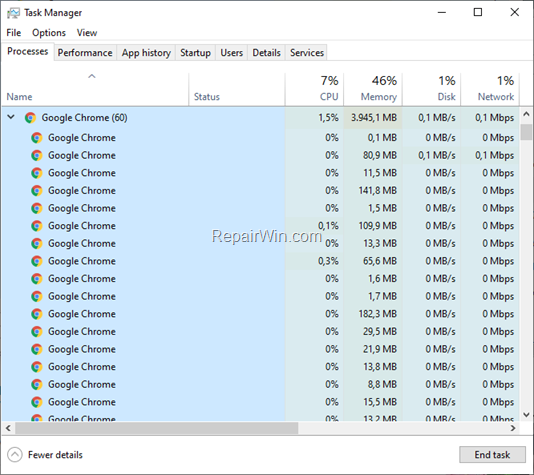 Task Manager
File Options View
Processes Performance App history Startup Users Details Services
7% 46% 1% 1%
Name Status CPU Memory Disk Network
Google Chrome (60) 1,5% 3.945,1 MB 0,1 MB/s 0,1 Mbps
Google Chrome 0% 0,1 MB 0 MB/s 0 Mbps
Google Chrome 0% 80,9 MB 0,1 MB/s 0,1 Mbps
Google Chrome 0% 11,5 MB 0 MB/s 0 Mbps
Google Chrome 0% 141,8 MB 0 MB/s 0 Mbps
Google Chrome 0% 1,5 MB 0 MB/s 0 Mbps
Google Chrome 0,1% 109,9 MB 0 MB/s 0 Mbps
RepairWin.com
Google Chrome 0% 13,3 MB 0 MB/s 0 Mbps
Google Chrome 0,3% 65,6 MB 0 MB/s 0 Mbps
Google Chrome 0% 1,6 MB 0 MB/s 0 Mbps
Google Chrome 0% 1,7 MB 0 MB/s 0 Mbps
Google Chrome 0% 182,3 MB 0 MB/s 0 Mbps
Google Chrome 0% 29,5 MB 0 MB/s 0 Mbps
Google Chrome 0% 21,9 MB 0 MB/s 0 Mbps
Google Chrome 0% 13,8 MB 0 MB/s 0 Mbps
Google Chrome 0% 8,8 MB 0 MB/s 0 Mbps
Google Chrome 0% 15,5 MB 0 MB/s 0 Mbps
Google Chrome 0% 13,2 MB 0 MB/s 0 Mbps
Fewer details End task